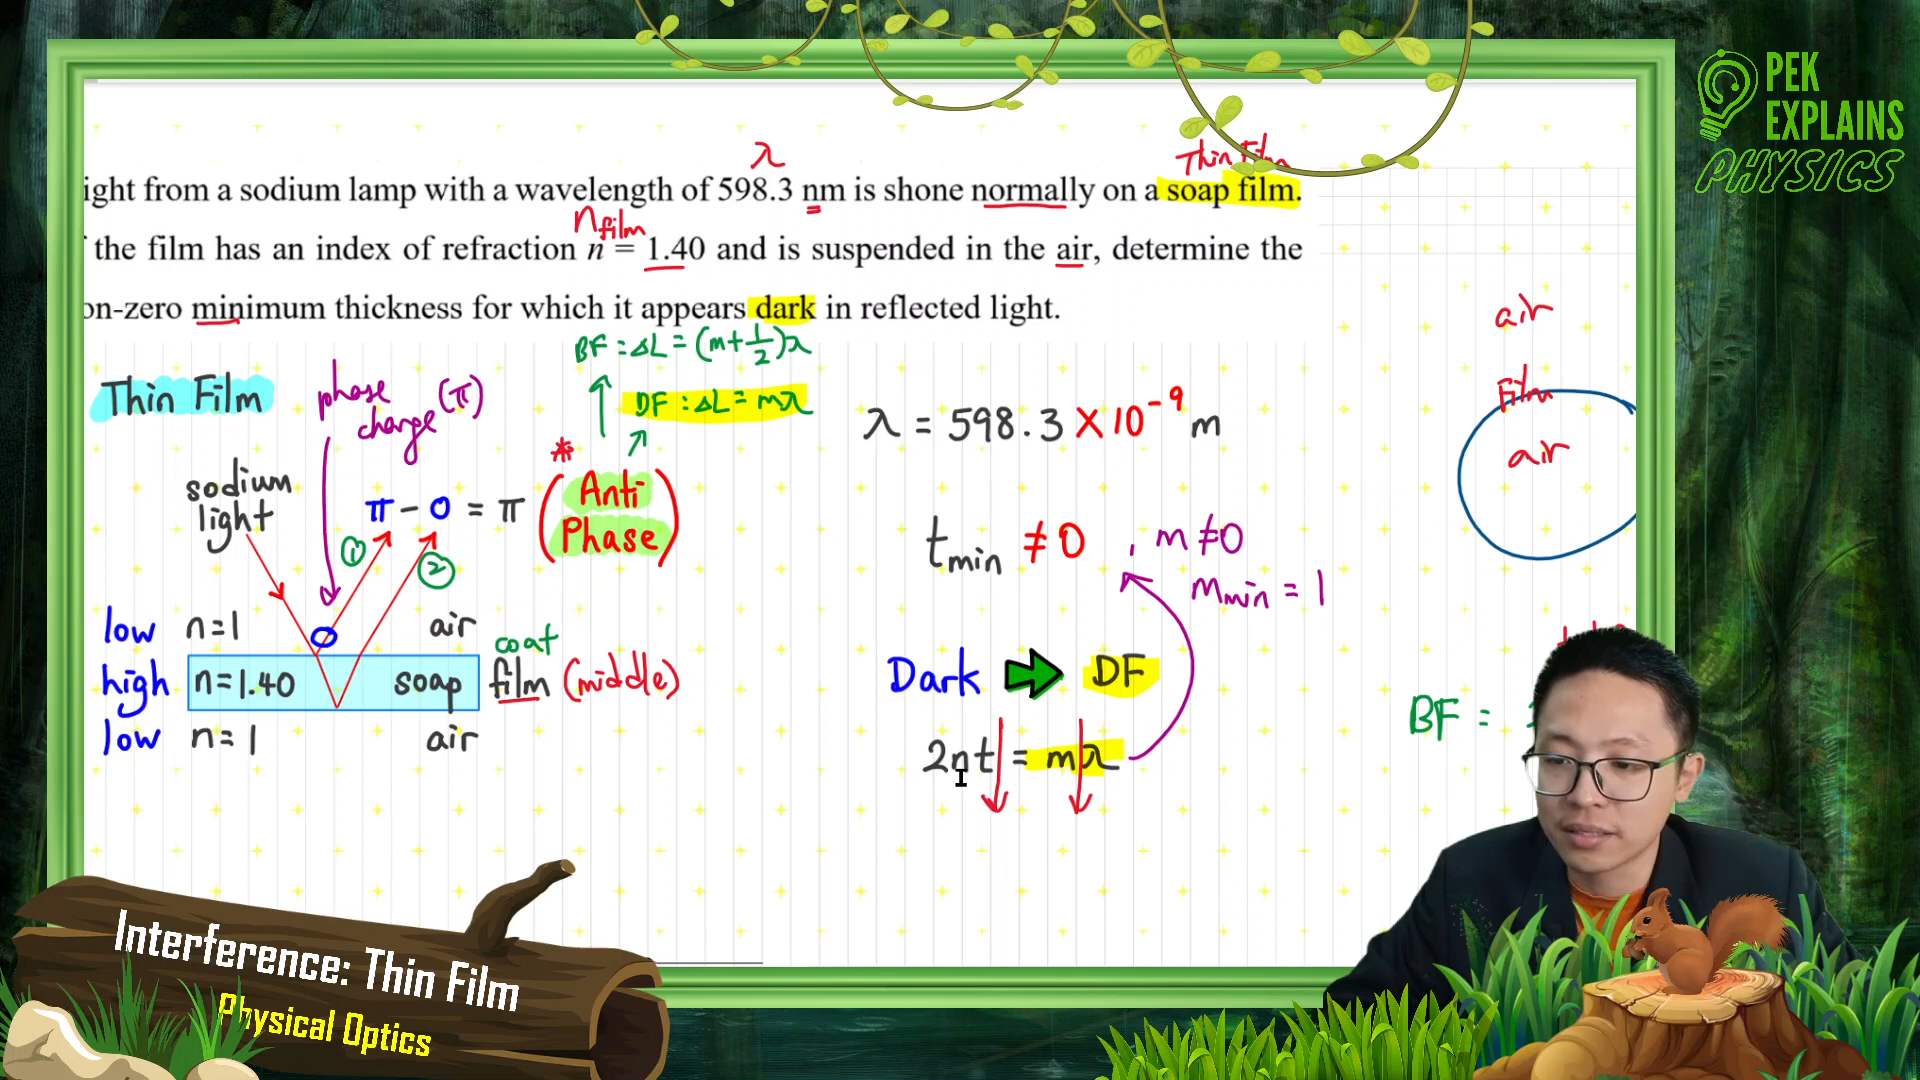 PEK
EXPLAINS
PHYSICS
λ
Thin Film
ight from a sodium lamp with a wavelength of 598.3 nm is shone normally on a soap film.
nfilm
the film has an index of refraction n = 1.40 and is suspended in the air, determine the
on-zero minimum thickness for which it appears dark in reflected light.
BF : ΔL = (m+1/2)λ
DF : ΔL = mλ
Thin Film
phase change (π)
sodium light
π - 0 = π
* (Anti Phase)
① ②
low n=1 air
coat
high n=1.40 soap film (middle)
low n=1 air
λ = 598.3 × 10⁻⁹ m
tmin ≠ 0 , m ≠ 0
mmin = 1
Dark DF
2nt = mλ
air
Film
air
BF =
Interference: Thin Film
Physical Optics